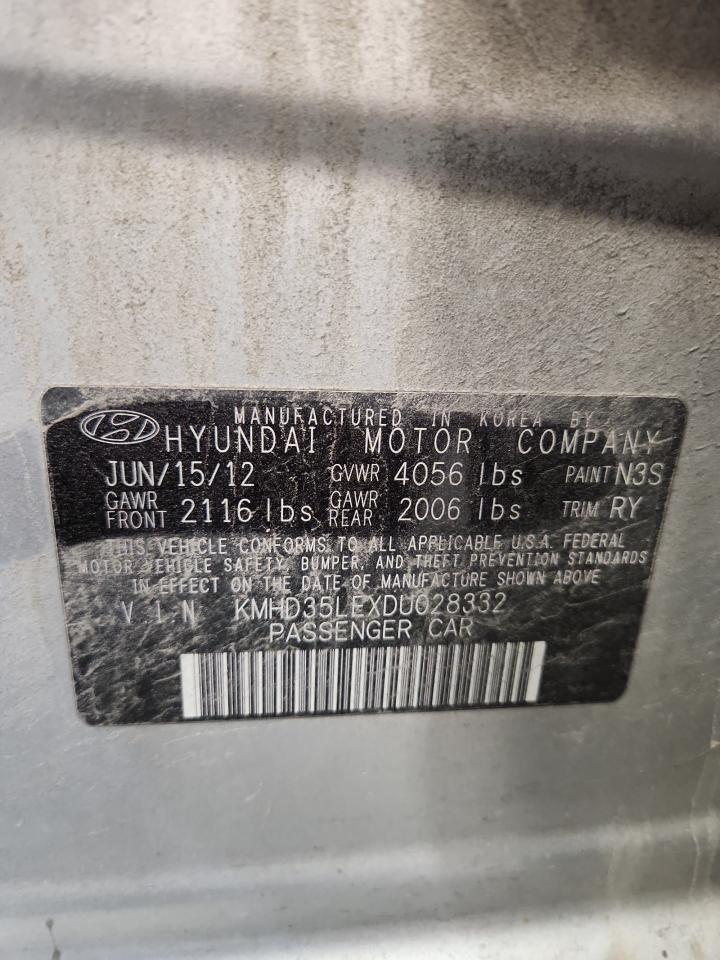 MANUFACTURED IN KOREA BY
HYUNDAI MOTOR COMPANY
JUN/15/12 GVWR 4056 lbs PAINT N3S
GAWR FRONT 2116 lbs GAWR REAR 2006 lbs TRIM RY
THIS VEHICLE CONFORMS TO ALL APPLICABLE U.S.A. FEDERAL
MOTOR VEHICLE SAFETY, BUMPER, AND THEFT PREVENTION STANDARDS
IN EFFECT ON THE DATE OF MANUFACTURE SHOWN ABOVE
V.I.N. KMHD35LEXDU028332
PASSENGER CAR